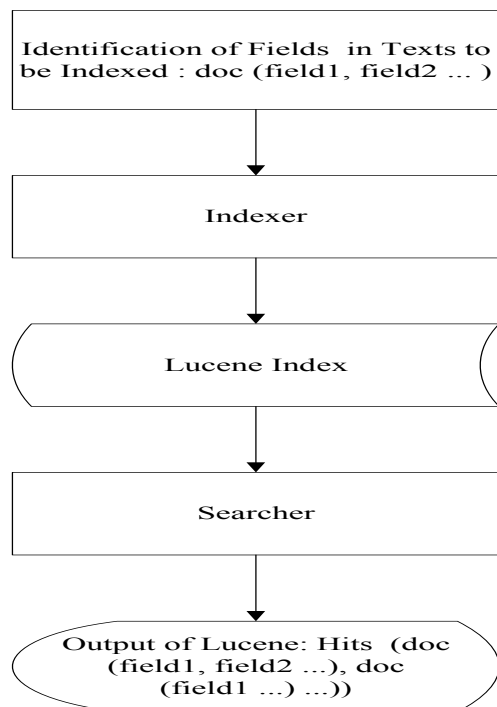 Identification of Fields in Texts to
be Indexed : doc (field1, field2 ... )
Indexer
Lucene Index
Searcher
Output of Lucene: Hits (doc
(field1, field2 ...), doc
(field1 ...) ...))